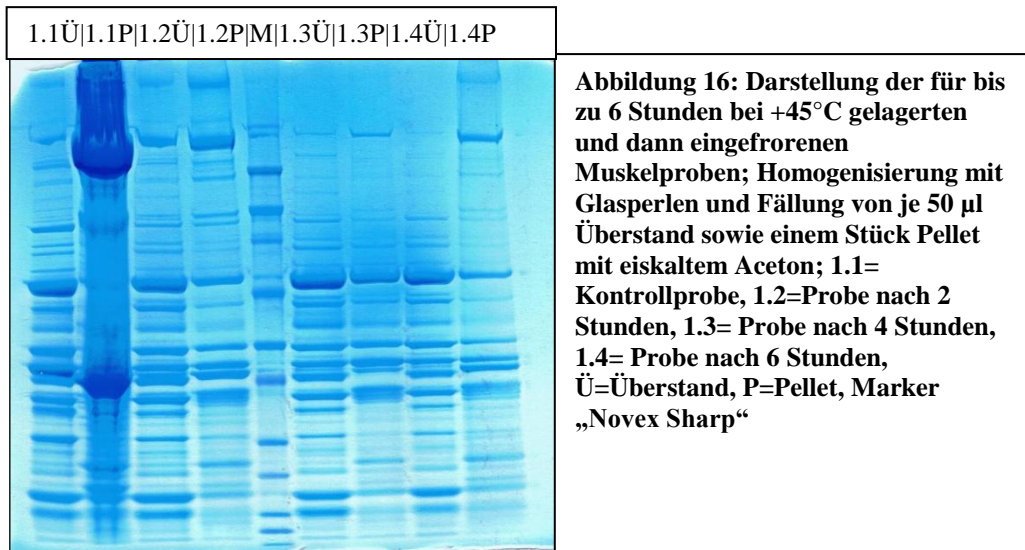 1.1Ü|1.1P|1.2Ü|1.2P|M|1.3Ü|1.3P|1.4Ü|1.4P
Abbildung 16: Darstellung der für bis
zu 6 Stunden bei +45°C gelagerten
und dann eingefrorenen
Muskelproben; Homogenisierung mit
Glasperlen und Fällung von je 50 µl
Überstand sowie einem Stück Pellet
mit eiskaltem Aceton; 1.1=
Kontrollprobe, 1.2=Probe nach 2
Stunden, 1.3= Probe nach 4 Stunden,
1.4= Probe nach 6 Stunden,
Ü=Überstand, P=Pellet, Marker
„Novex Sharp“